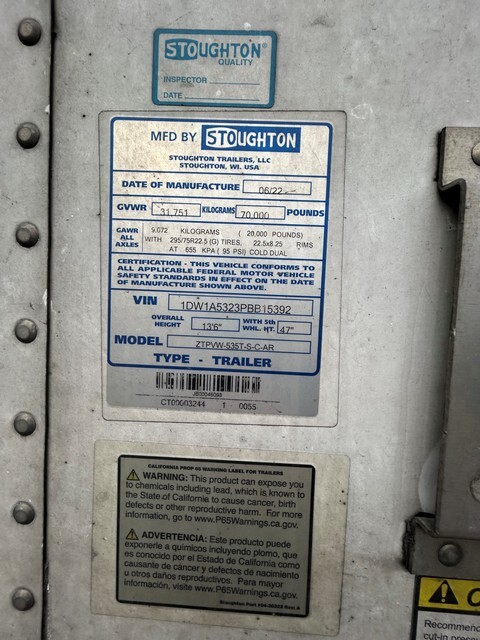 STOUGHTON®
QUALITY
INSPECTOR
DATE
MFD BY STOUGHTON
STOUGHTON TRAILERS, LLC
STOUGHTON, WI. USA
DATE OF MANUFACTURE 06/22
GVWR 31,751 KILOGRAMS 70,000 POUNDS
GAWR ALL AXLES
9,072 KILOGRAMS ( 20,000 POUNDS)
WITH 295/75R22.5 (G) TIRES, 22.5x8.25 RIMS
AT 655 KPA ( 95 PSI) COLD DUAL
CERTIFICATION - THIS VEHICLE CONFORMS TO
ALL APPLICABLE FEDERAL MOTOR VEHICLE
SAFETY STANDARDS IN EFFECT ON THE DATE
OF MANUFACTURE SHOWN ABOVE.
VIN 1DW1A5323PBB15392
OVERALL HEIGHT 13'6" WITH 5th WHL. HT. 47"
MODEL ZTPVW-535T-S-C-AR
TYPE - TRAILER
CT00003244 1 0055
CALIFORNIA PROP 65 WARNING LABEL FOR TRAILERS
WARNING: This product can expose you
to chemicals including lead, which is known to
the State of California to cause cancer, birth
defects or other reproductive harm. For more
information, go to www.P65Warnings.ca.gov.
ADVERTENCIA: Este producto puede
exponerle a químicos incluyendo plomo, que
es conocido por el Estado de California como
causante de cáncer y defectos de nacimiento
u otros daños reproductivos. Para mayor
información, visite www.P65Warnings.ca.gov.
Recommend
cut-in press